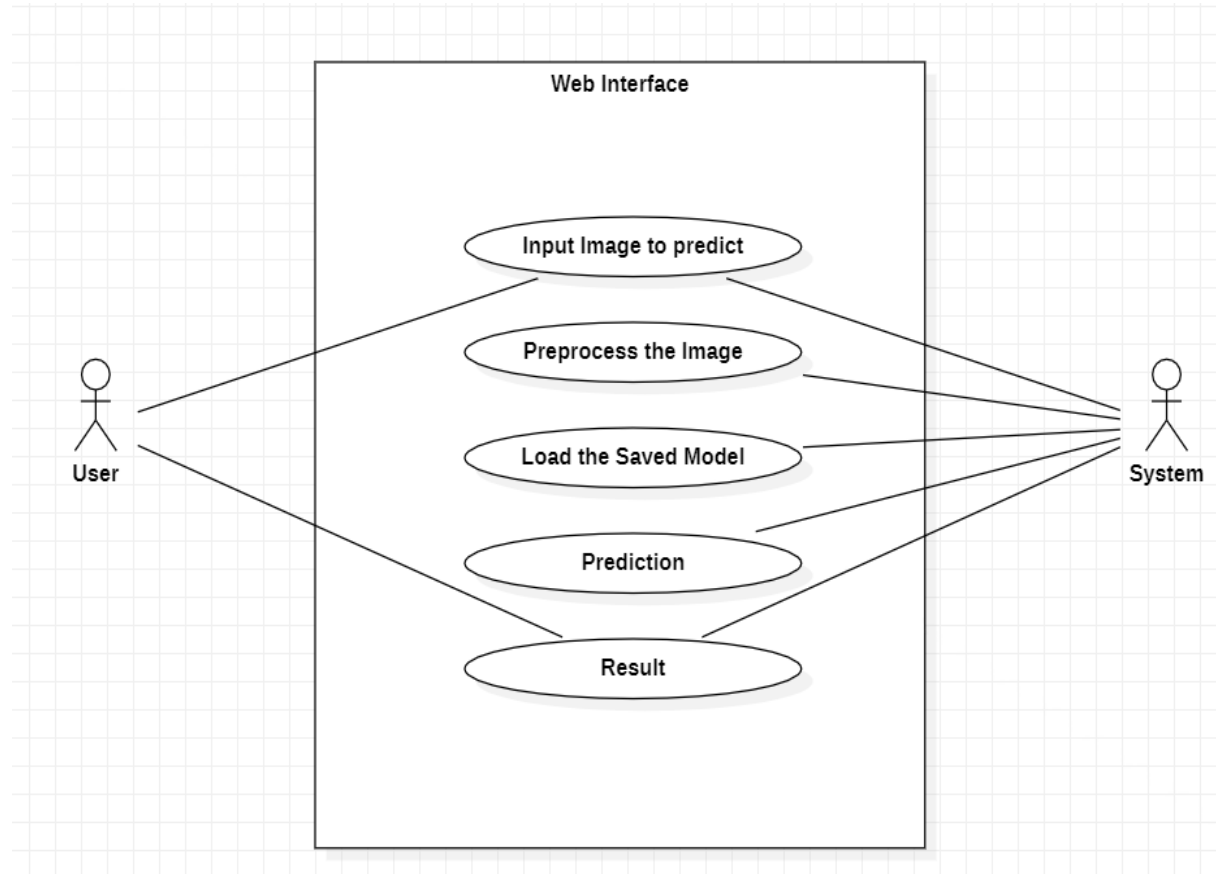 Web Interface
Input Image to predict
Preprocess the Image
Load the Saved Model
Prediction
Result
User
System